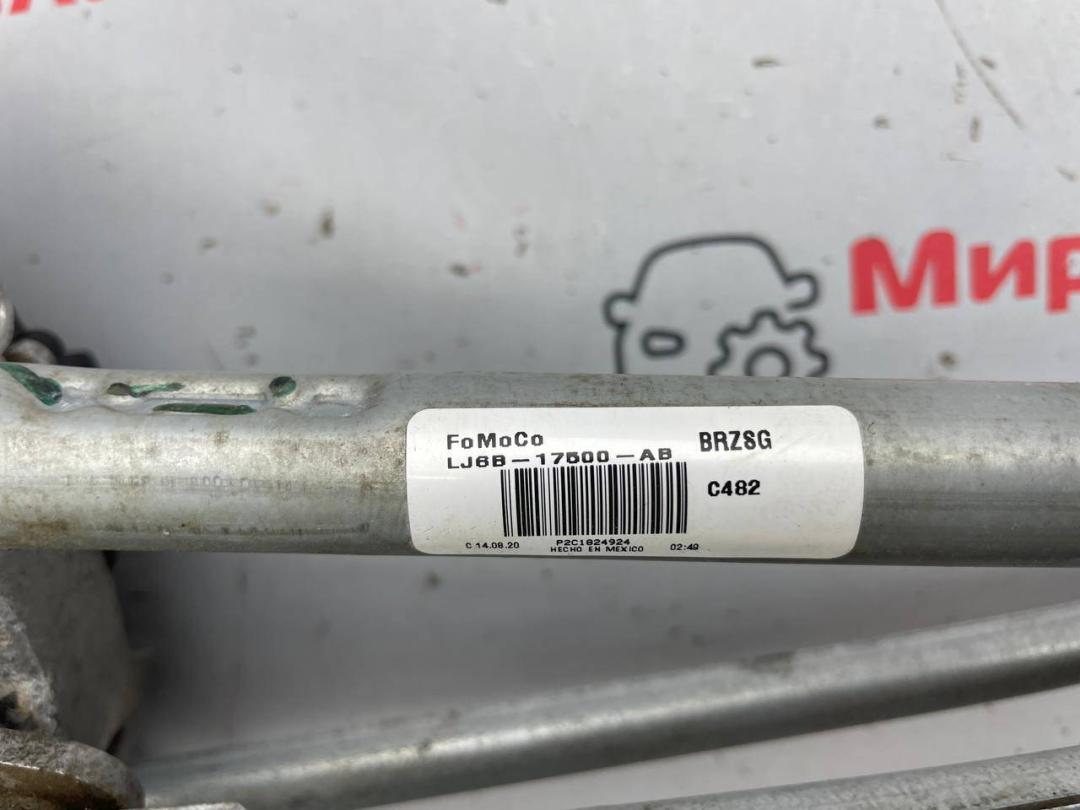 Мир
FoMoCo
BRZSG
LJ6B-17500-AB
C482
C 14.08.20
P2C1824924
02:49
HECHO EN MEXICO